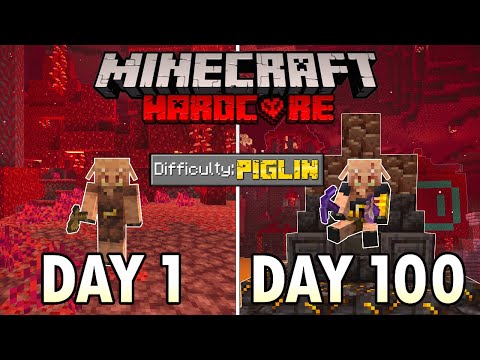 MINECRAFT
HARDCORE
Difficulty: PIGLIN
DAY 1
DAY 100